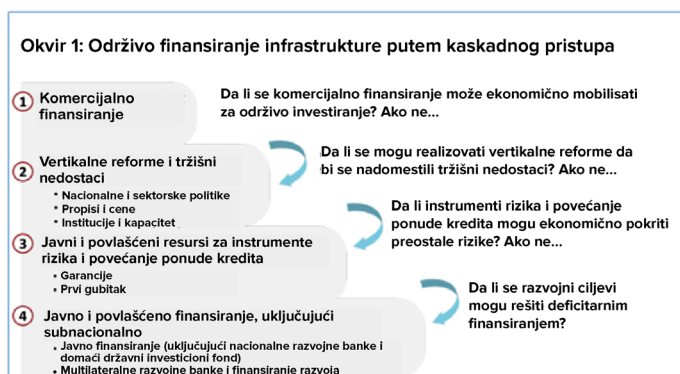 Okvir 1: Održivo finansiranje infrastrukture putem kaskadnog pristupa
1 Komercijalno
finansiranje
Da li se komercijalno finansiranje može ekonomično mobilisati
za održivo investiranje? Ako ne...
2 Vertikalne reforme i tržišni
nedostaci
* Nacionalne i sektorske politike
* Propisi i cene
* Institucije i kapacitet
Da li se mogu realizovati vertikalne reforme da
bi se nadomestili tržišni nedostaci? Ako ne...
3 Javni i povlašćeni resursi za instrumente
rizika i povećanje ponude kredita
* Garancije
* Prvi gubitak
Da li instrumenti rizika i povećanje
ponude kredita mogu ekonomično pokriti
preostale rizike? Ako ne...
4 Javno i povlašćeno finansiranje, uključujući
subnacionalno
• Javno finansiranje (uključujući nacionalne razvojne banke i
domaći državni investicioni fond)
• Multilateralne razvojne banke i finansiranje razvoja
Da li se razvojni ciljevi
mogu rešiti deficitarnim
finansiranjem?